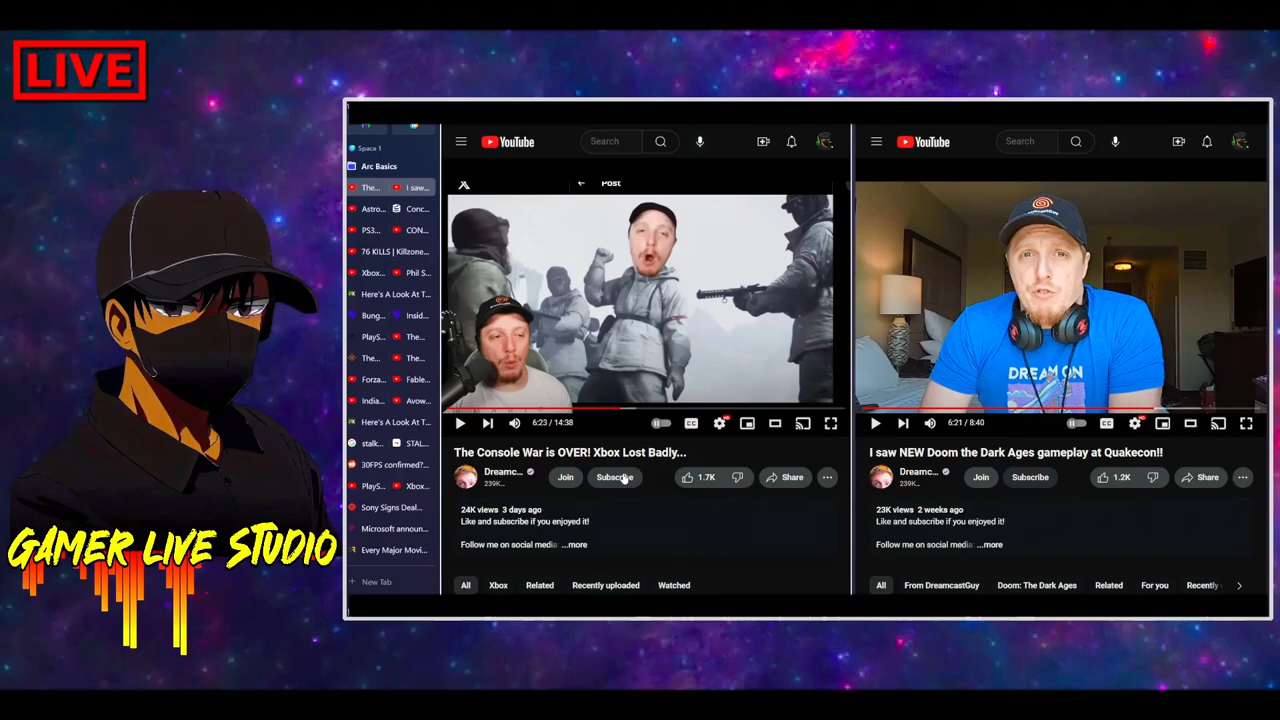 LIVE
GAMER LIVE STUDIO
Space 1
Arc Basics
The... I saw...
Astro... Conc...
PS3... CON...
76 KILLS | Killzone...
Xbox... Phil S...
Here's A Look At T...
Bung... Insid...
PlayS... The...
The... The...
Forza... Fable...
India... Avow...
Here's A Look At T...
stalk... STAL...
30FPS confirmed?...
PlayS... Xbox...
Sony Signs Deal...
Microsoft announ...
Every Major Movi...
New Tab
YouTube
Search
Post
6:23 / 14:38
The Console War is OVER! Xbox Lost Badly...
Dreamc...
239K...
Join
Subscribe
1.7K
Share
24K views 3 days ago
Like and subscribe if you enjoyed it!
Follow me on social media ...more
All Xbox Related Recently uploaded Watched
YouTube
Search
DREAM ON
6:21 / 8:40
I saw NEW Doom the Dark Ages gameplay at Quakecon!!
Dreamc...
239K...
Join
Subscribe
1.2K
Share
23K views 2 weeks ago
Like and subscribe if you enjoyed it!
Follow me on social media ...more
All From DreamcastGuy Doom: The Dark Ages Related For you Recently